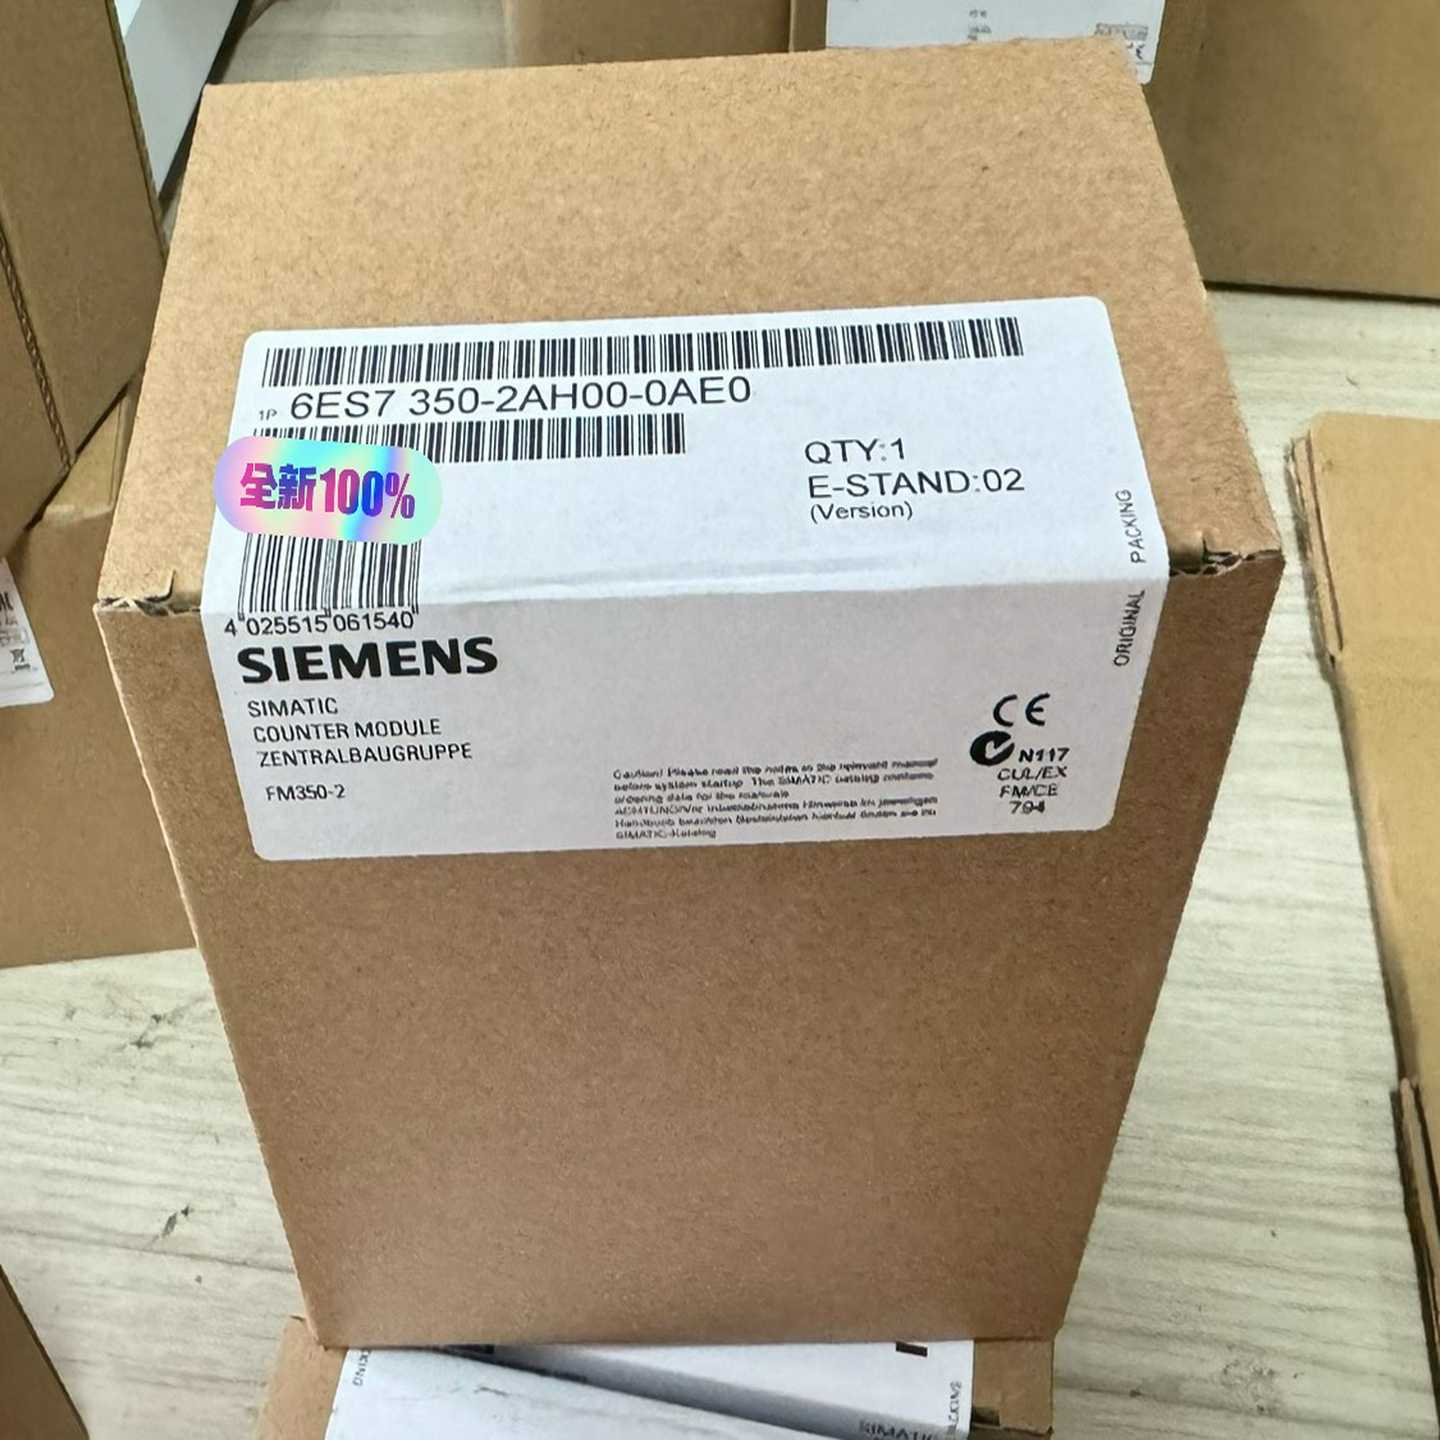 1P 6ES7 350-2AH00-0AE0
全新100%
QTY:1
E-STAND:02
(Version)
ORIGINAL PACKING
4 025515 061540
SIEMENS
SIMATIC
COUNTER MODULE
ZENTRALBAUGRUPPE
FM350-2
CE
N117
CUL/EX
FM/CE
794
SIMATIC